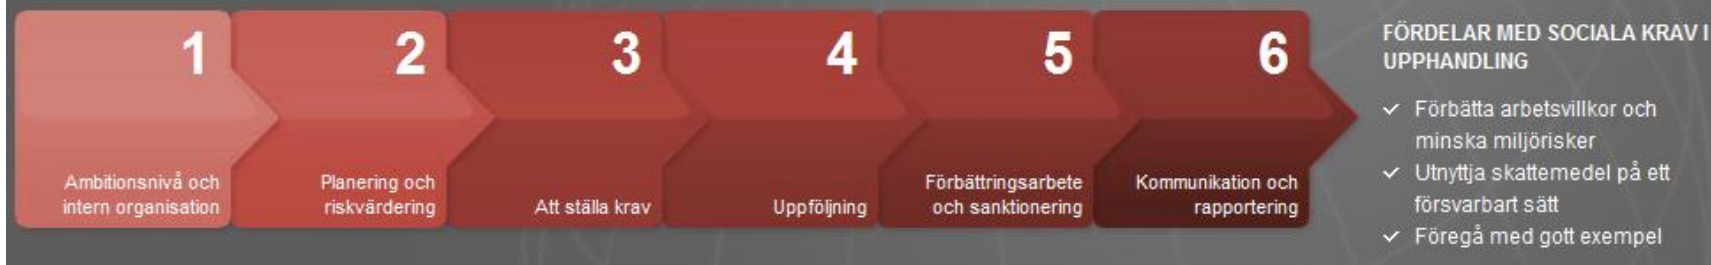 1
Ambitionsnivå och
intern organisation
2
Planering och
riskvärdering
3
Att ställa krav
4
Uppföljning
5
Förbättringsarbete
och sanktionering
6
Kommunikation och
rapportering
FÖRDELAR MED SOCIALA KRAV I
UPPHANDLING
✓ Förbätta arbetsvillkor och
minska miljörisker
✓ Utnyttja skattemedel på ett
försvarbart sätt
✓ Föregå med gott exempel